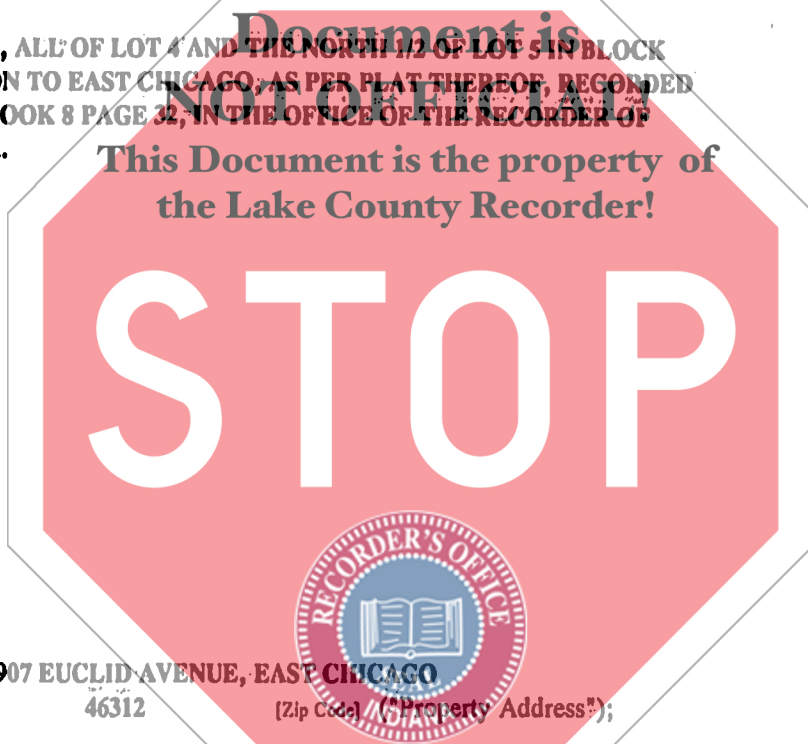 Document is
, ALL OF LOT 4 AND THE NORTH 1/2 OF LOT 5 IN BLOCK
N TO EAST CHICAGO, AS PER PLAT THEREOF, RECORDED
NOT OFFICIAL!
OOK 8 PAGE 32, IN THE OFFICE OF THE RECORDER OF
.
This Document is the property of
the Lake County Recorder!
STOP
RECORDER'S OFFICE
INDIANA
07 EUCLID AVENUE, EAST CHICAGO
46312 [Zip Code] ("Property Address");